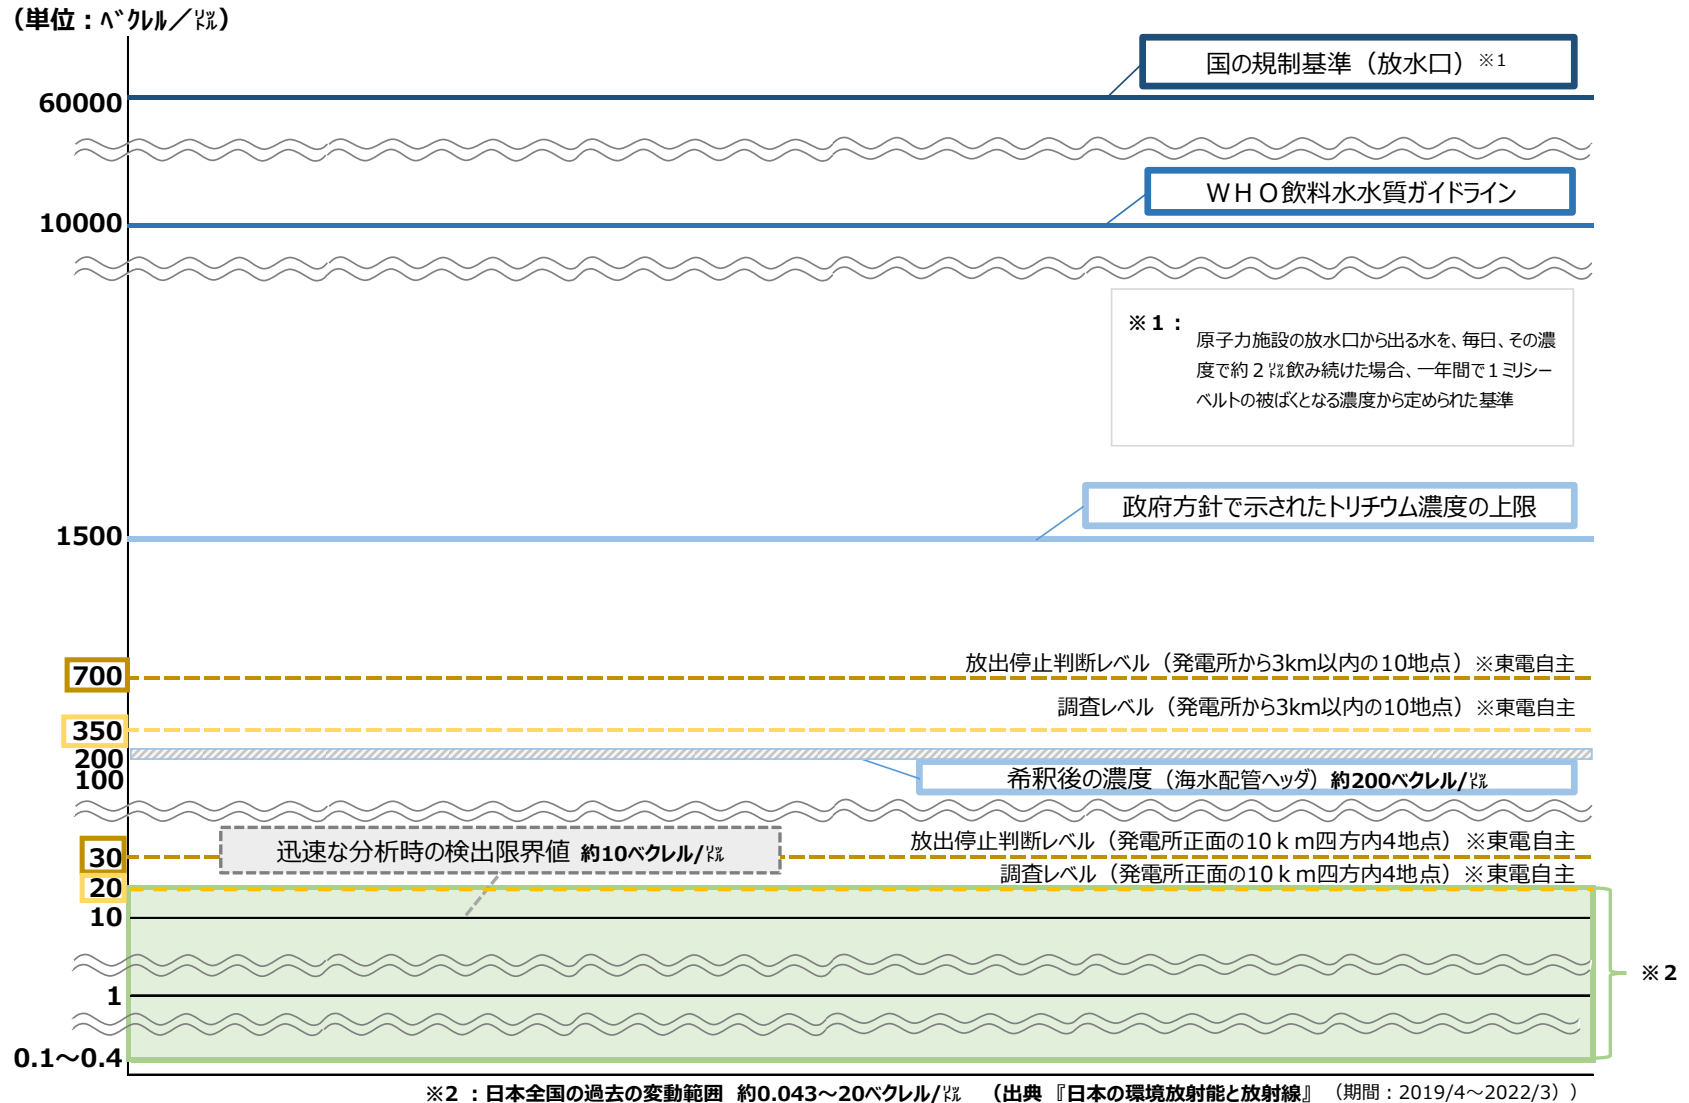 （単位：ﾍﾞｸﾚﾙ／㍑）
国の規制基準（放水口）※1
60000
ＷＨＯ飲料水水質ガイドライン
10000
※１：
原子力施設の放水口から出る水を、毎日、その濃
度で約２㍑飲み続けた場合、一年間で１ミリシー
ベルトの被ばくとなる濃度から定められた基準
政府方針で示されたトリチウム濃度の上限
1500
放出停止判断レベル（発電所から3km以内の10地点）※東電自主
700
調査レベル（発電所から3km以内の10地点）※東電自主
350
200
100
希釈後の濃度（海水配管ヘッダ）約200ベクレル/㍑
迅速な分析時の検出限界値 約10ベクレル/㍑
放出停止判断レベル（発電所正面の10ｋｍ四方内4地点）※東電自主
30
調査レベル（発電所正面の10ｋｍ四方内4地点）※東電自主
20
10
※２
1
0.1～0.4
※2 ：日本全国の過去の変動範囲 約0.043～20ベクレル/㍑ （出典『日本の環境放射能と放射線』（期間：2019/4～2022/3））